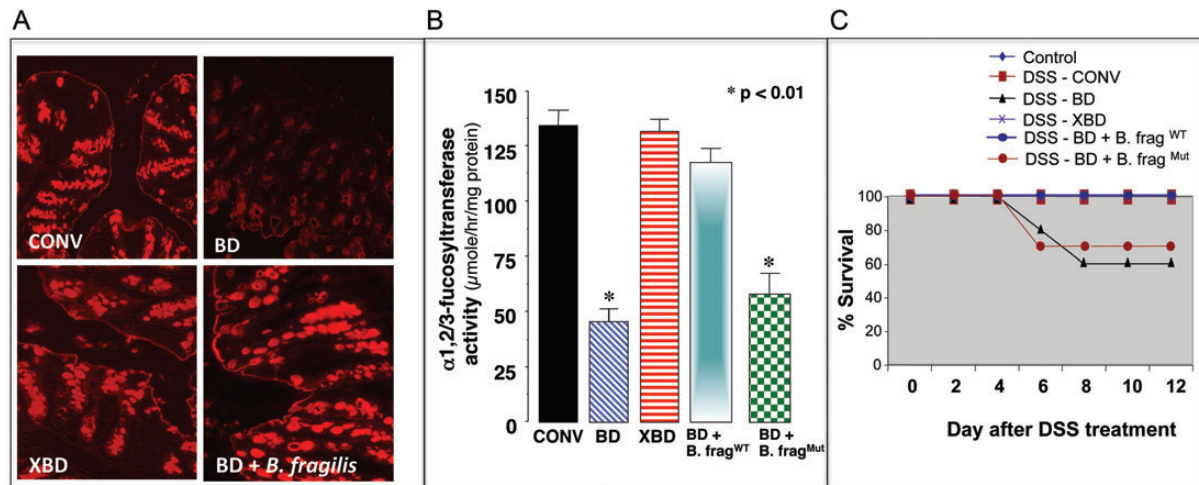 A
CONV
BD
XBD
BD + B. fragilis
B
α1,2/3-fucosyltransferase
activity (µmole/hr/mg protein)
150
125
100
75
50
25
0
* p < 0.01
*
*
CONV
BD
XBD
BD +
B. frag WT
BD +
B. frag Mut
C
Control
DSS - CONV
DSS - BD
DSS - XBD
DSS - BD + B. frag WT
DSS - BD + B. frag Mut
% Survival
100
80
60
40
20
0
0 2 4 6 8 10 12
Day after DSS treatment